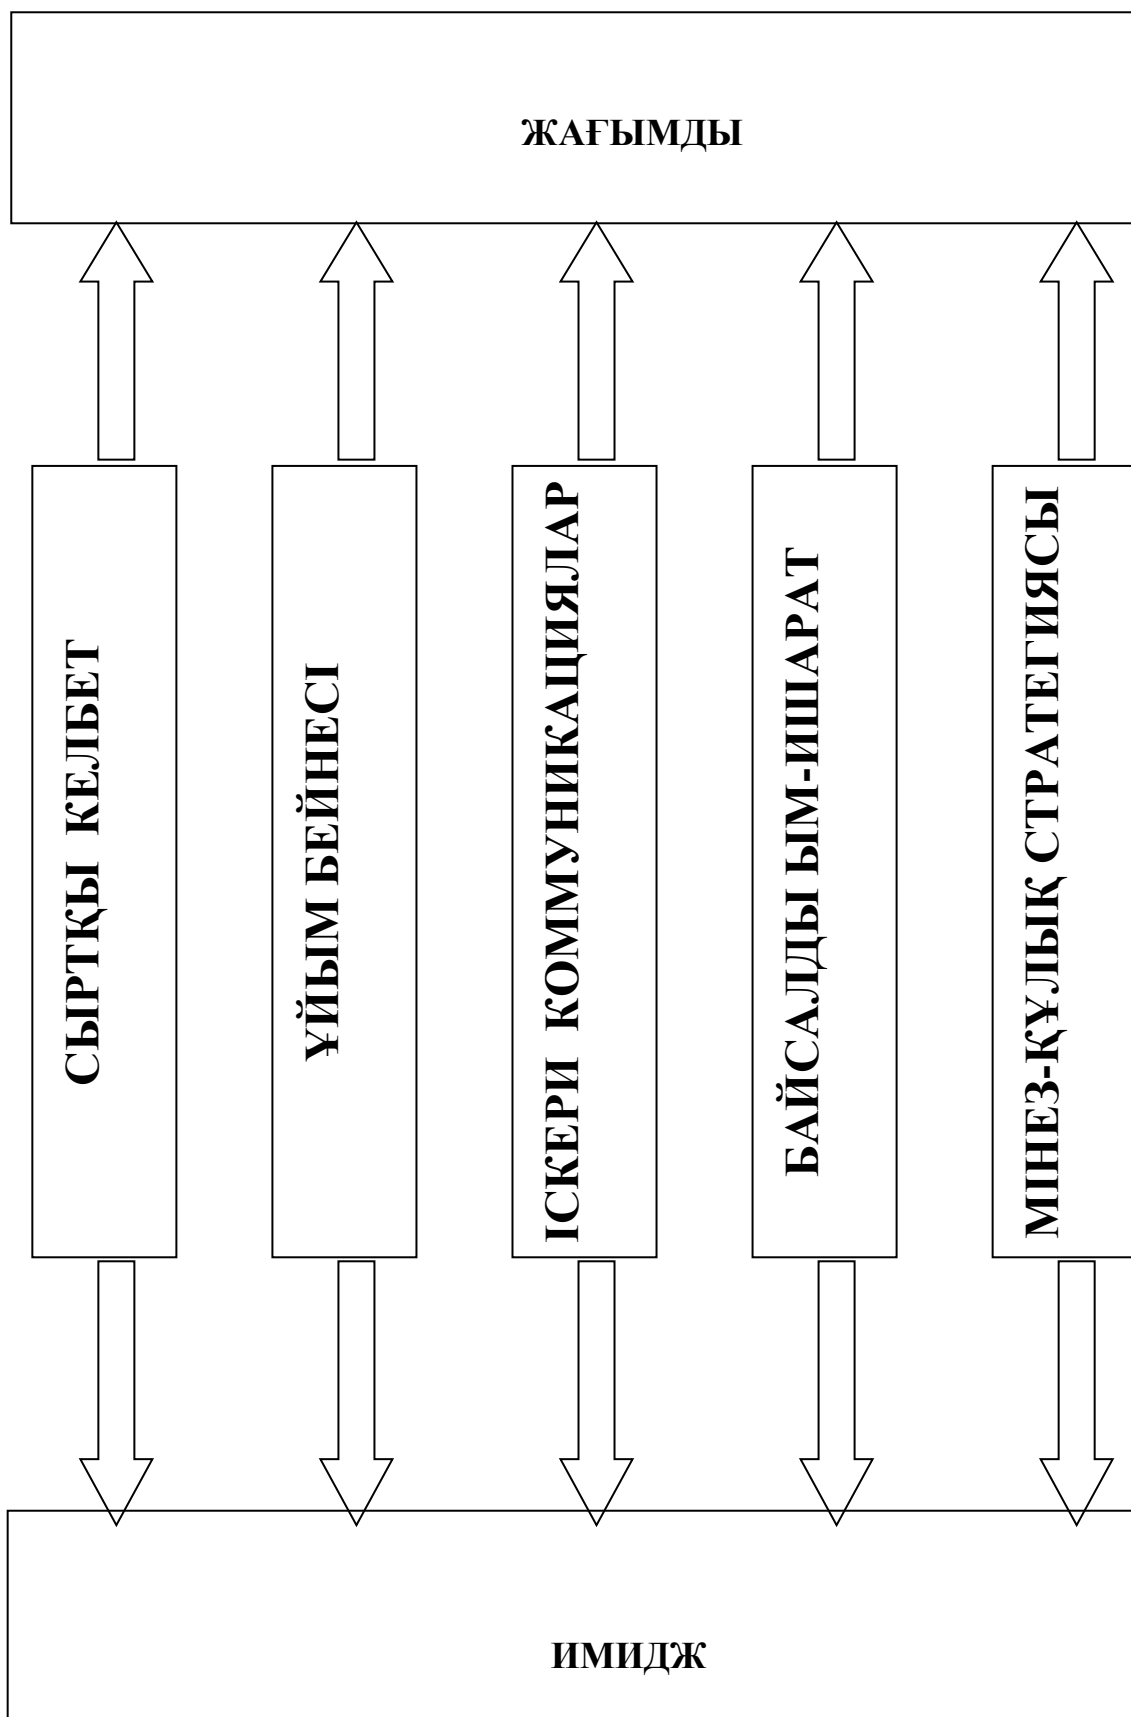 ЖАҒЫМДЫ
СЫРТҚЫ КЕЛБЕТ
ҰЙЫМ БЕЙНЕСІ
ІСКЕРИ КОММУНИКАЦИЯЛАР
БАЙСАЛДЫ ЫМ-ИШАРАТ
МІНЕЗ-ҚҰЛЫҚ СТРАТЕГИЯСЫ
ИМИДЖ